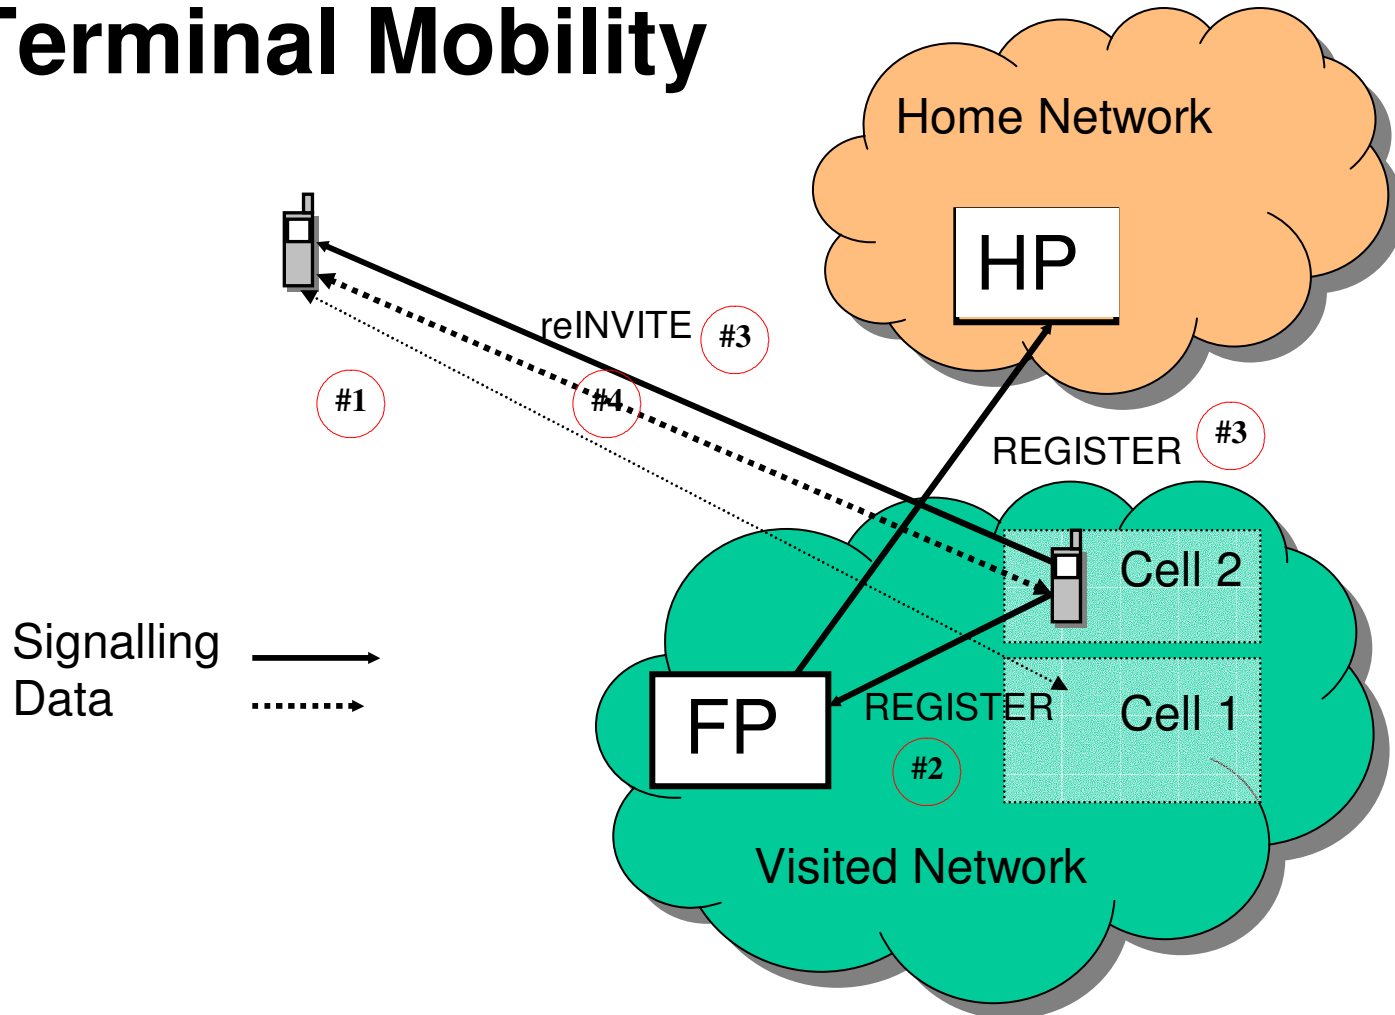 Terminal Mobility
Home Network
HP
reINVITE
#3
#1
#4
REGISTER
#3
Cell 2
Signalling
Data
FP
REGISTER
Cell 1
#2
Visited Network